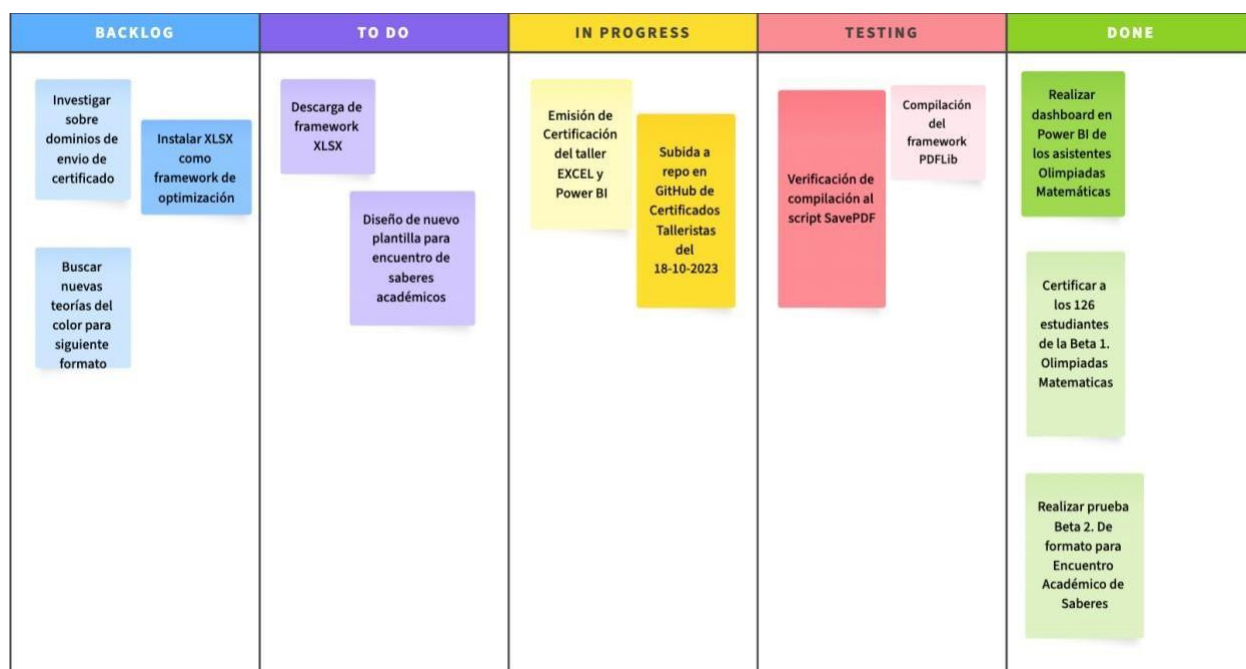 BACKLOG
TO DO
IN PROGRESS
TESTING
DONE
Investigar
sobre
dominios de
envio de
certificado
Instalar XLSX
como
framework de
optimización
Buscar
nuevas
teorías del
color para
siguiente
formato
Descarga de
framework
XLSX
Diseño de nuevo
plantilla para
encuentro de
saberes
académicos
Emisión de
Certificación
del taller
EXCEL y
Power BI
Subida a
repo en
GitHub de
Certificados
Talleristas
del
18-10-2023
Verificación de
compilación al
script SavePDF
Compilación
del
framework
PDFLib
Realizar
dashboard en
Power BI de
los asistentes
Olimpiadas
Matemáticas
Certificar a
los 126
estudiantes
de la Beta 1.
Olimpiadas
Matematicas
Realizar prueba
Beta 2. De
formato para
Encuentro
Académico de
Saberes